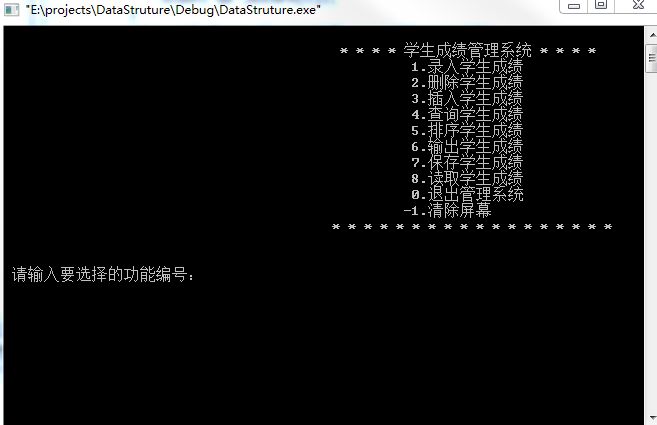 "E:\projects\DataStruture\Debug\DataStruture.exe"
* * * * 学生成绩管理系统 * * * *
1.录入学生成绩
2.删除学生成绩
3.插入学生成绩
4.查询学生成绩
5.排序学生成绩
6.输出学生成绩
7.保存学生成绩
8.读取学生成绩
0.退出管理系统
-1.清除屏幕
* * * * * * * * * * * * * * * * * *
请输入要选择的功能编号: